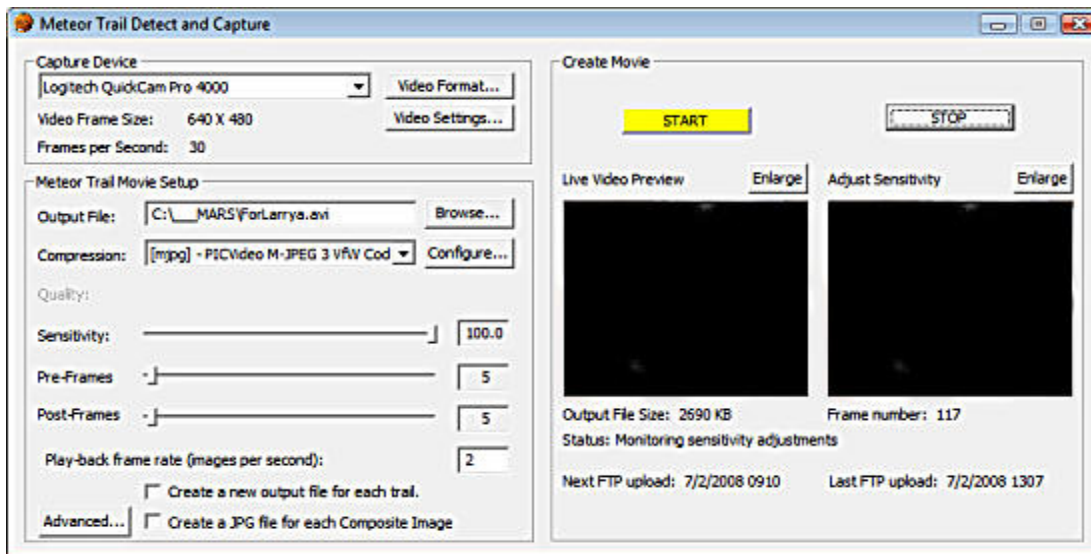 Meteor Trail Detect and Capture
Capture Device
Logitech QuickCam Pro 4000
Video Format...
Video Frame Size: 640 X 480
Video Settings...
Frames per Second: 30
Meteor Trail Movie Setup
Output File: C:\___MARS\ForLarrya.avi
Browse...
Compression: [mjpg] - PICVideo M-JPEG 3 VfW Cod
Configure...
Quality:
Sensitivity: 100.0
Pre-Frames 5
Post-Frames 5
Play-back frame rate (images per second): 2
Create a new output file for each trail.
Advanced...
Create a JPG file for each Composite Image
Create Movie
START
STOP
Live Video Preview
Enlarge
Adjust Sensitivity
Enlarge
Output File Size: 2690 KB
Frame number: 117
Status: Monitoring sensitivity adjustments
Next FTP upload: 7/2/2008 0910
Last FTP upload: 7/2/2008 1307